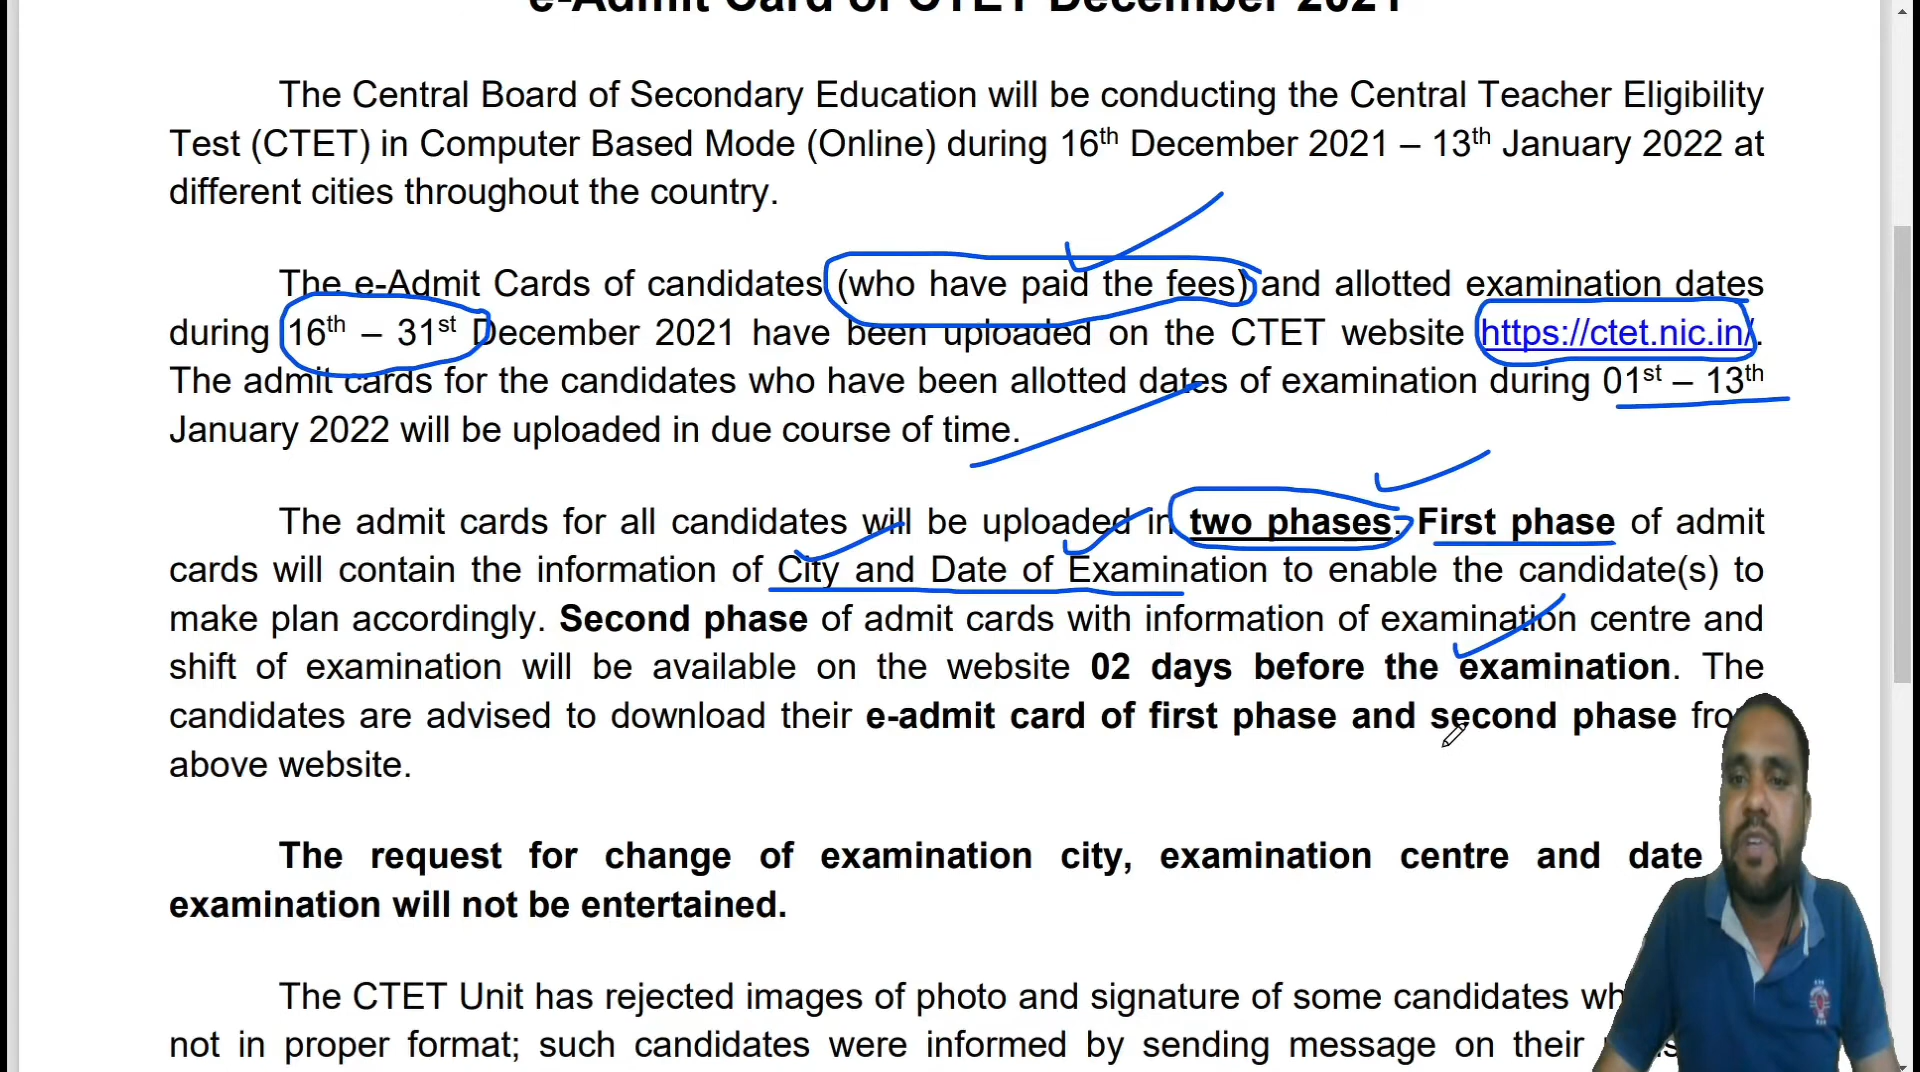 e-Admit Card of CTET December 2021
The Central Board of Secondary Education will be conducting the Central Teacher Eligibility
Test (CTET) in Computer Based Mode (Online) during 16th December 2021 – 13th January 2022 at
different cities throughout the country.
The e-Admit Cards of candidates (who have paid the fees) and allotted examination dates
during 16th – 31st December 2021 have been uploaded on the CTET website https://ctet.nic.in/.
The admit cards for the candidates who have been allotted dates of examination during 01st – 13th
January 2022 will be uploaded in due course of time.
The admit cards for all candidates will be uploaded in two phases. First phase of admit
cards will contain the information of City and Date of Examination to enable the candidate(s) to
make plan accordingly. Second phase of admit cards with information of examination centre and
shift of examination will be available on the website 02 days before the examination. The
candidates are advised to download their e-admit card of first phase and second phase
above website.
The request for change of examination city, examination centre and date
examination will not be entertained.
The CTET Unit has rejected images of photo and signature of some candidates
not in proper format; such candidates were informed by sending message on their